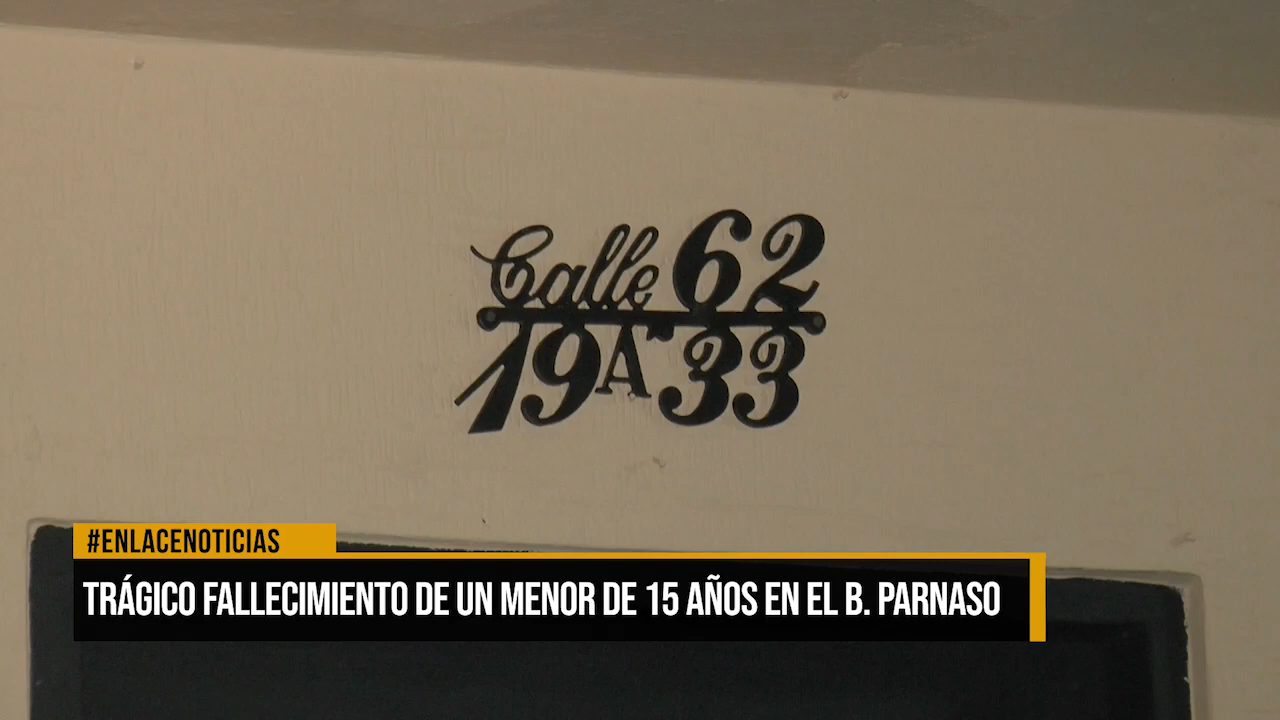 Calle 62
19A-33
#ENLACENOTICIAS
TRÁGICO FALLECIMIENTO DE UN MENOR DE 15 AÑOS EN EL B. PARNASO